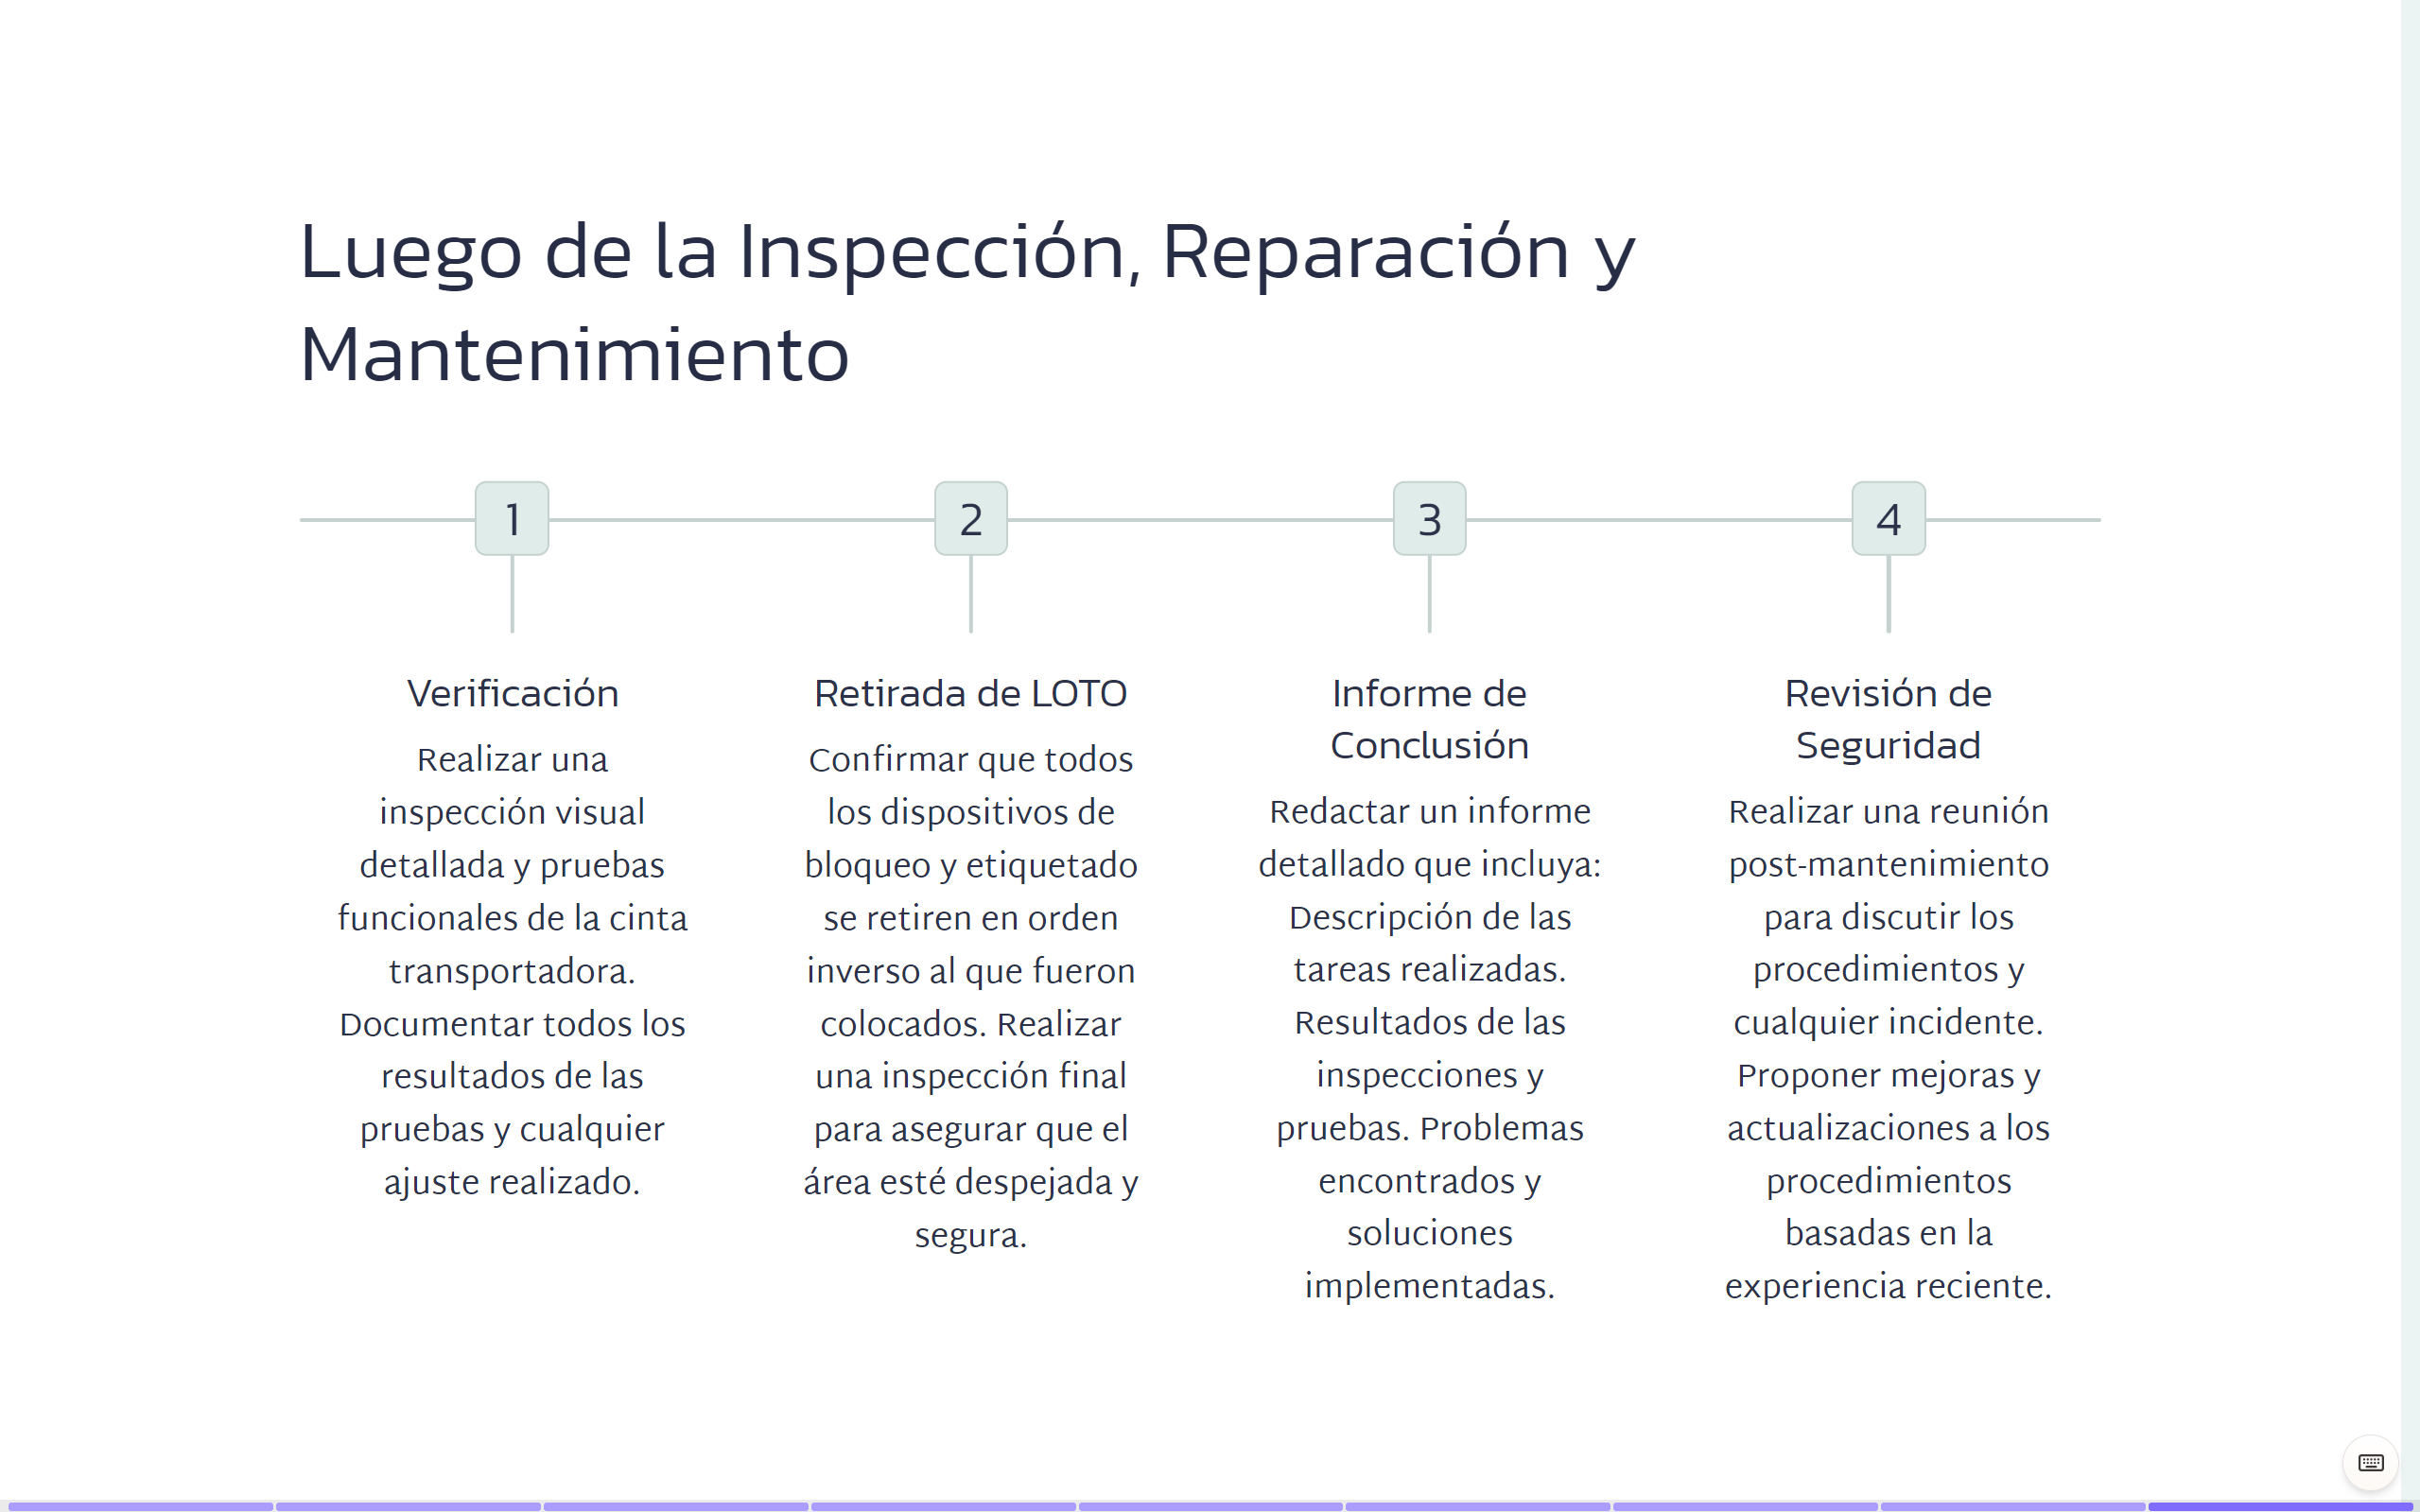 Luego de la Inspección, Reparación y
Mantenimiento
1
Verificación
Realizar una
inspección visual
detallada y pruebas
funcionales de la cinta
transportadora.
Documentar todos los
resultados de las
pruebas y cualquier
ajuste realizado.
2
Retirada de LOTO
Confirmar que todos
los dispositivos de
bloqueo y etiquetado
se retiren en orden
inverso al que fueron
colocados. Realizar
una inspección final
para asegurar que el
área esté despejada y
segura.
3
Informe de
Conclusión
Redactar un informe
detallado que incluya:
Descripción de las
tareas realizadas.
Resultados de las
inspecciones y
pruebas. Problemas
encontrados y
soluciones
implementadas.
4
Revisión de
Seguridad
Realizar una reunión
post-mantenimiento
para discutir los
procedimientos y
cualquier incidente.
Proponer mejoras y
actualizaciones a los
procedimientos
basadas en la
experiencia reciente.